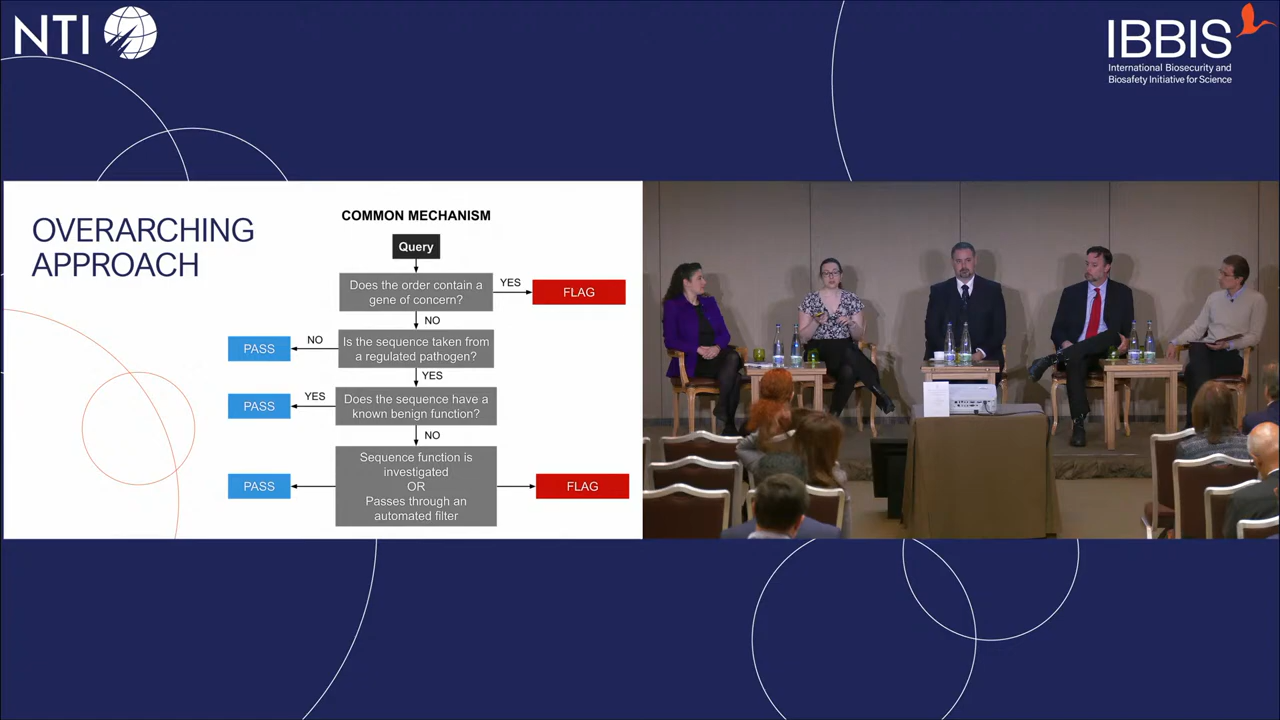 NTI
IBBIS
International Biosecurity and
Biosafety Initiative for Science
OVERARCHING
APPROACH
COMMON MECHANISM
Query
Does the order contain a
gene of concern?
YES
FLAG
NO
Is the sequence taken from
a regulated pathogen?
NO
PASS
YES
Does the sequence have a
known benign function?
YES
PASS
NO
Sequence function is
investigated
OR
Passes through an
automated filter
PASS
FLAG